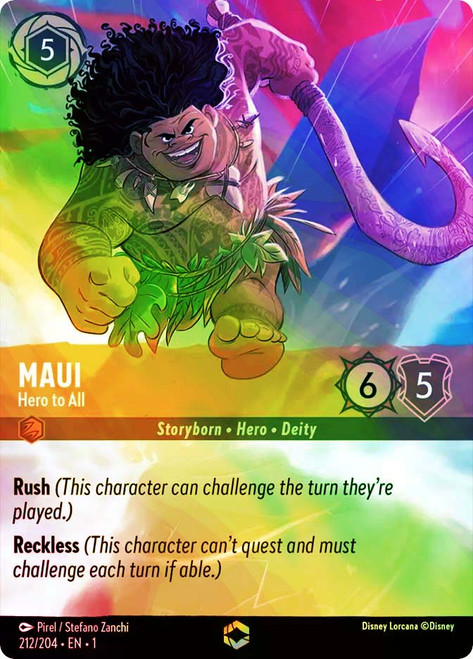 5
MAUI
Hero to All
6 5
Storyborn • Hero • Deity
Rush (This character can challenge the turn they're
played.)
Reckless (This character can't quest and must
challenge each turn if able.)
Pirel / Stefano Zanchi
Disney Lorcana ©Disney
212/204 • EN • 1